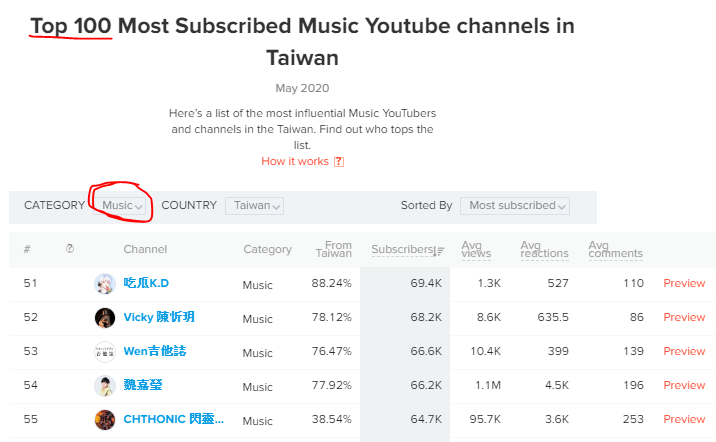 Top 100 Most Subscribed Music Youtube channels in
Taiwan
May 2020
Here's a list of the most influential Music YouTubers
and channels in the Taiwan. Find out who tops the
list.
How it works ?
CATEGORY Music COUNTRY Taiwan Sorted By Most subscribed
# ? Channel Category From Taiwan Subscribers Avg views Avg reactions Avg comments
51 吃瓜K.D Music 88.24% 69.4K 1.3K 527 110 Preview
52 Vicky 陳忻玥 Music 78.12% 68.2K 8.6K 635.5 86 Preview
53 Wen吉他誌 Music 76.47% 66.6K 10.4K 399 139 Preview
54 魏嘉瑩 Music 77.92% 66.2K 1.1M 4.5K 196 Preview
55 CHTHONIC 閃靈... Music 38.54% 64.7K 95.7K 3.6K 253 Preview